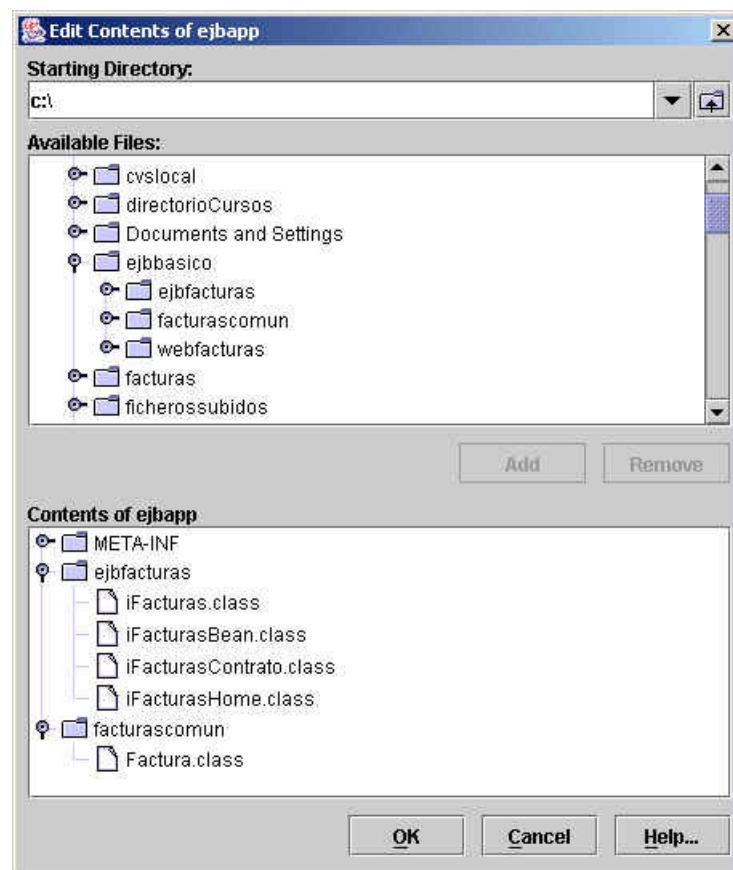 Edit Contents of ejbapp
Starting Directory:
c:\
Available Files:
cvslocal
directorioCursos
Documents and Settings
ejbbasico
ejbfacturas
facturascomun
webfacturas
facturas
ficherossubidos
Add Remove
Contents of ejbapp
META-INF
ejbfacturas
iFacturas.class
iFacturasBean.class
iFacturasContrato.class
iFacturasHome.class
facturascomun
Factura.class
OK Cancel Help...